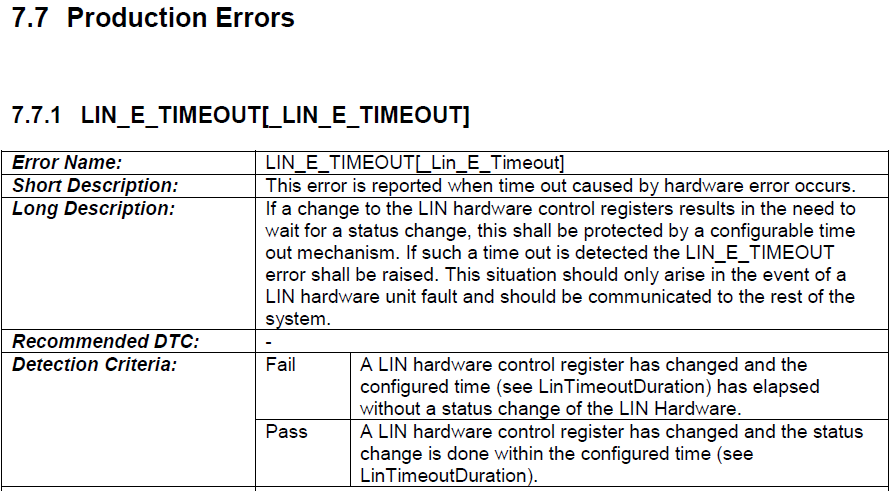 7.7 Production Errors
7.7.1 LIN_E_TIMEOUT[_LIN_E_TIMEOUT]
Error Name: LIN_E_TIMEOUT[_Lin_E_Timeout]
Short Description: This error is reported when time out caused by hardware error occurs.
Long Description: If a change to the LIN hardware control registers results in the need to
wait for a status change, this shall be protected by a configurable time
out mechanism. If such a time out is detected the LIN_E_TIMEOUT
error shall be raised. This situation should only arise in the event of a
LIN hardware unit fault and should be communicated to the rest of the
system.
Recommended DTC: -
Detection Criteria: Fail A LIN hardware control register has changed and the
configured time (see LinTimeoutDuration) has elapsed
without a status change of the LIN Hardware.
Pass A LIN hardware control register has changed and the status
change is done within the configured time (see
LinTimeoutDuration).